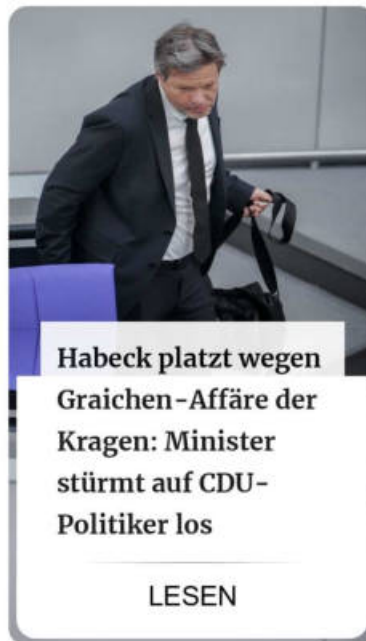 Habeck platzt wegen
Graichen-Affäre der
Kragen: Minister
stürmt auf CDU-
Politiker los
LESEN